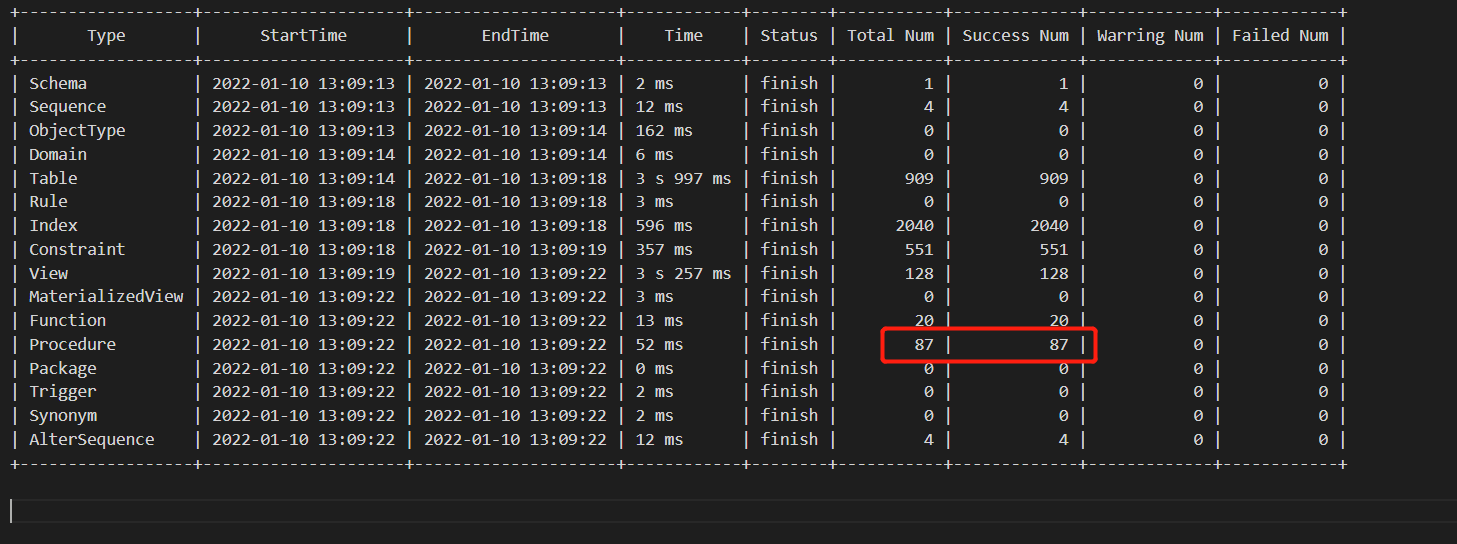 +------------------+---------------------+---------------------+------------+--------+-----------+-------------+-------------+------------+
| Type | StartTime | EndTime | Time | Status | Total Num | Success Num | Warring Num | Failed Num |
+------------------+---------------------+---------------------+------------+--------+-----------+-------------+-------------+------------+
| Schema | 2022-01-10 13:09:13 | 2022-01-10 13:09:13 | 2 ms | finish | 1 | 1 | 0 | 0 |
| Sequence | 2022-01-10 13:09:13 | 2022-01-10 13:09:13 | 12 ms | finish | 4 | 4 | 0 | 0 |
| ObjectType | 2022-01-10 13:09:13 | 2022-01-10 13:09:14 | 162 ms | finish | 0 | 0 | 0 | 0 |
| Domain | 2022-01-10 13:09:14 | 2022-01-10 13:09:14 | 6 ms | finish | 0 | 0 | 0 | 0 |
| Table | 2022-01-10 13:09:14 | 2022-01-10 13:09:18 | 3 s 997 ms | finish | 909 | 909 | 0 | 0 |
| Rule | 2022-01-10 13:09:18 | 2022-01-10 13:09:18 | 3 ms | finish | 0 | 0 | 0 | 0 |
| Index | 2022-01-10 13:09:18 | 2022-01-10 13:09:18 | 596 ms | finish | 2040 | 2040 | 0 | 0 |
| Constraint | 2022-01-10 13:09:18 | 2022-01-10 13:09:19 | 357 ms | finish | 551 | 551 | 0 | 0 |
| View | 2022-01-10 13:09:19 | 2022-01-10 13:09:22 | 3 s 257 ms | finish | 128 | 128 | 0 | 0 |
| MaterializedView | 2022-01-10 13:09:22 | 2022-01-10 13:09:22 | 3 ms | finish | 0 | 0 | 0 | 0 |
| Function | 2022-01-10 13:09:22 | 2022-01-10 13:09:22 | 13 ms | finish | 20 | 20 | 0 | 0 |
| Procedure | 2022-01-10 13:09:22 | 2022-01-10 13:09:22 | 52 ms | finish | 87 | 87 | 0 | 0 |
| Package | 2022-01-10 13:09:22 | 2022-01-10 13:09:22 | 0 ms | finish | 0 | 0 | 0 | 0 |
| Trigger | 2022-01-10 13:09:22 | 2022-01-10 13:09:22 | 2 ms | finish | 0 | 0 | 0 | 0 |
| Synonym | 2022-01-10 13:09:22 | 2022-01-10 13:09:22 | 2 ms | finish | 0 | 0 | 0 | 0 |
| AlterSequence | 2022-01-10 13:09:22 | 2022-01-10 13:09:22 | 12 ms | finish | 4 | 4 | 0 | 0 |
+------------------+---------------------+---------------------+------------+--------+-----------+-------------+-------------+------------+